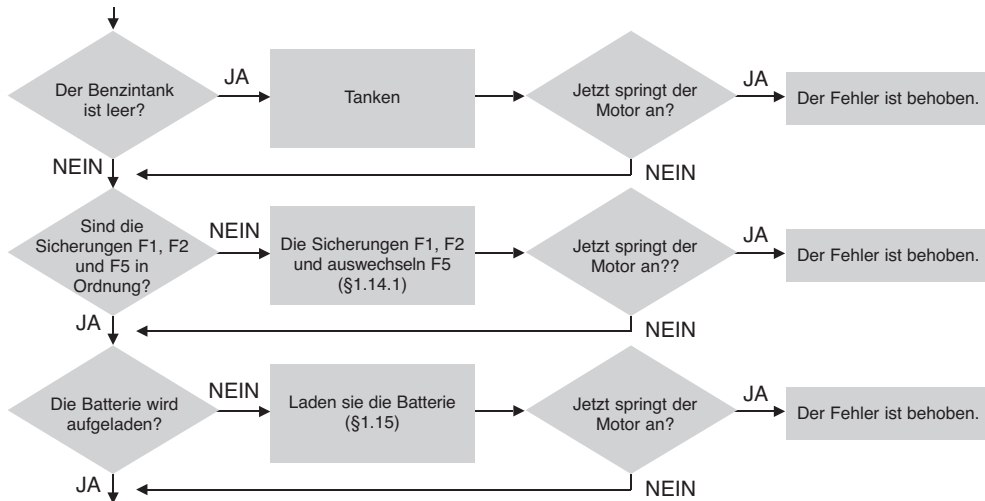 Der Benzintank
ist leer?
JA
Tanken
Jetzt springt der
Motor an?
JA
Der Fehler ist behoben.
NEIN
NEIN
Sind die
Sicherungen F1, F2
und F5 in
Ordnung?
NEIN
Die Sicherungen F1, F2
und auswechseln F5
(§1.14.1)
Jetzt springt der
Motor an??
JA
Der Fehler ist behoben.
JA
NEIN
Die Batterie wird
aufgeladen?
NEIN
Laden sie die Batterie
(§1.15)
Jetzt springt der
Motor an?
JA
Der Fehler ist behoben.
JA
NEIN